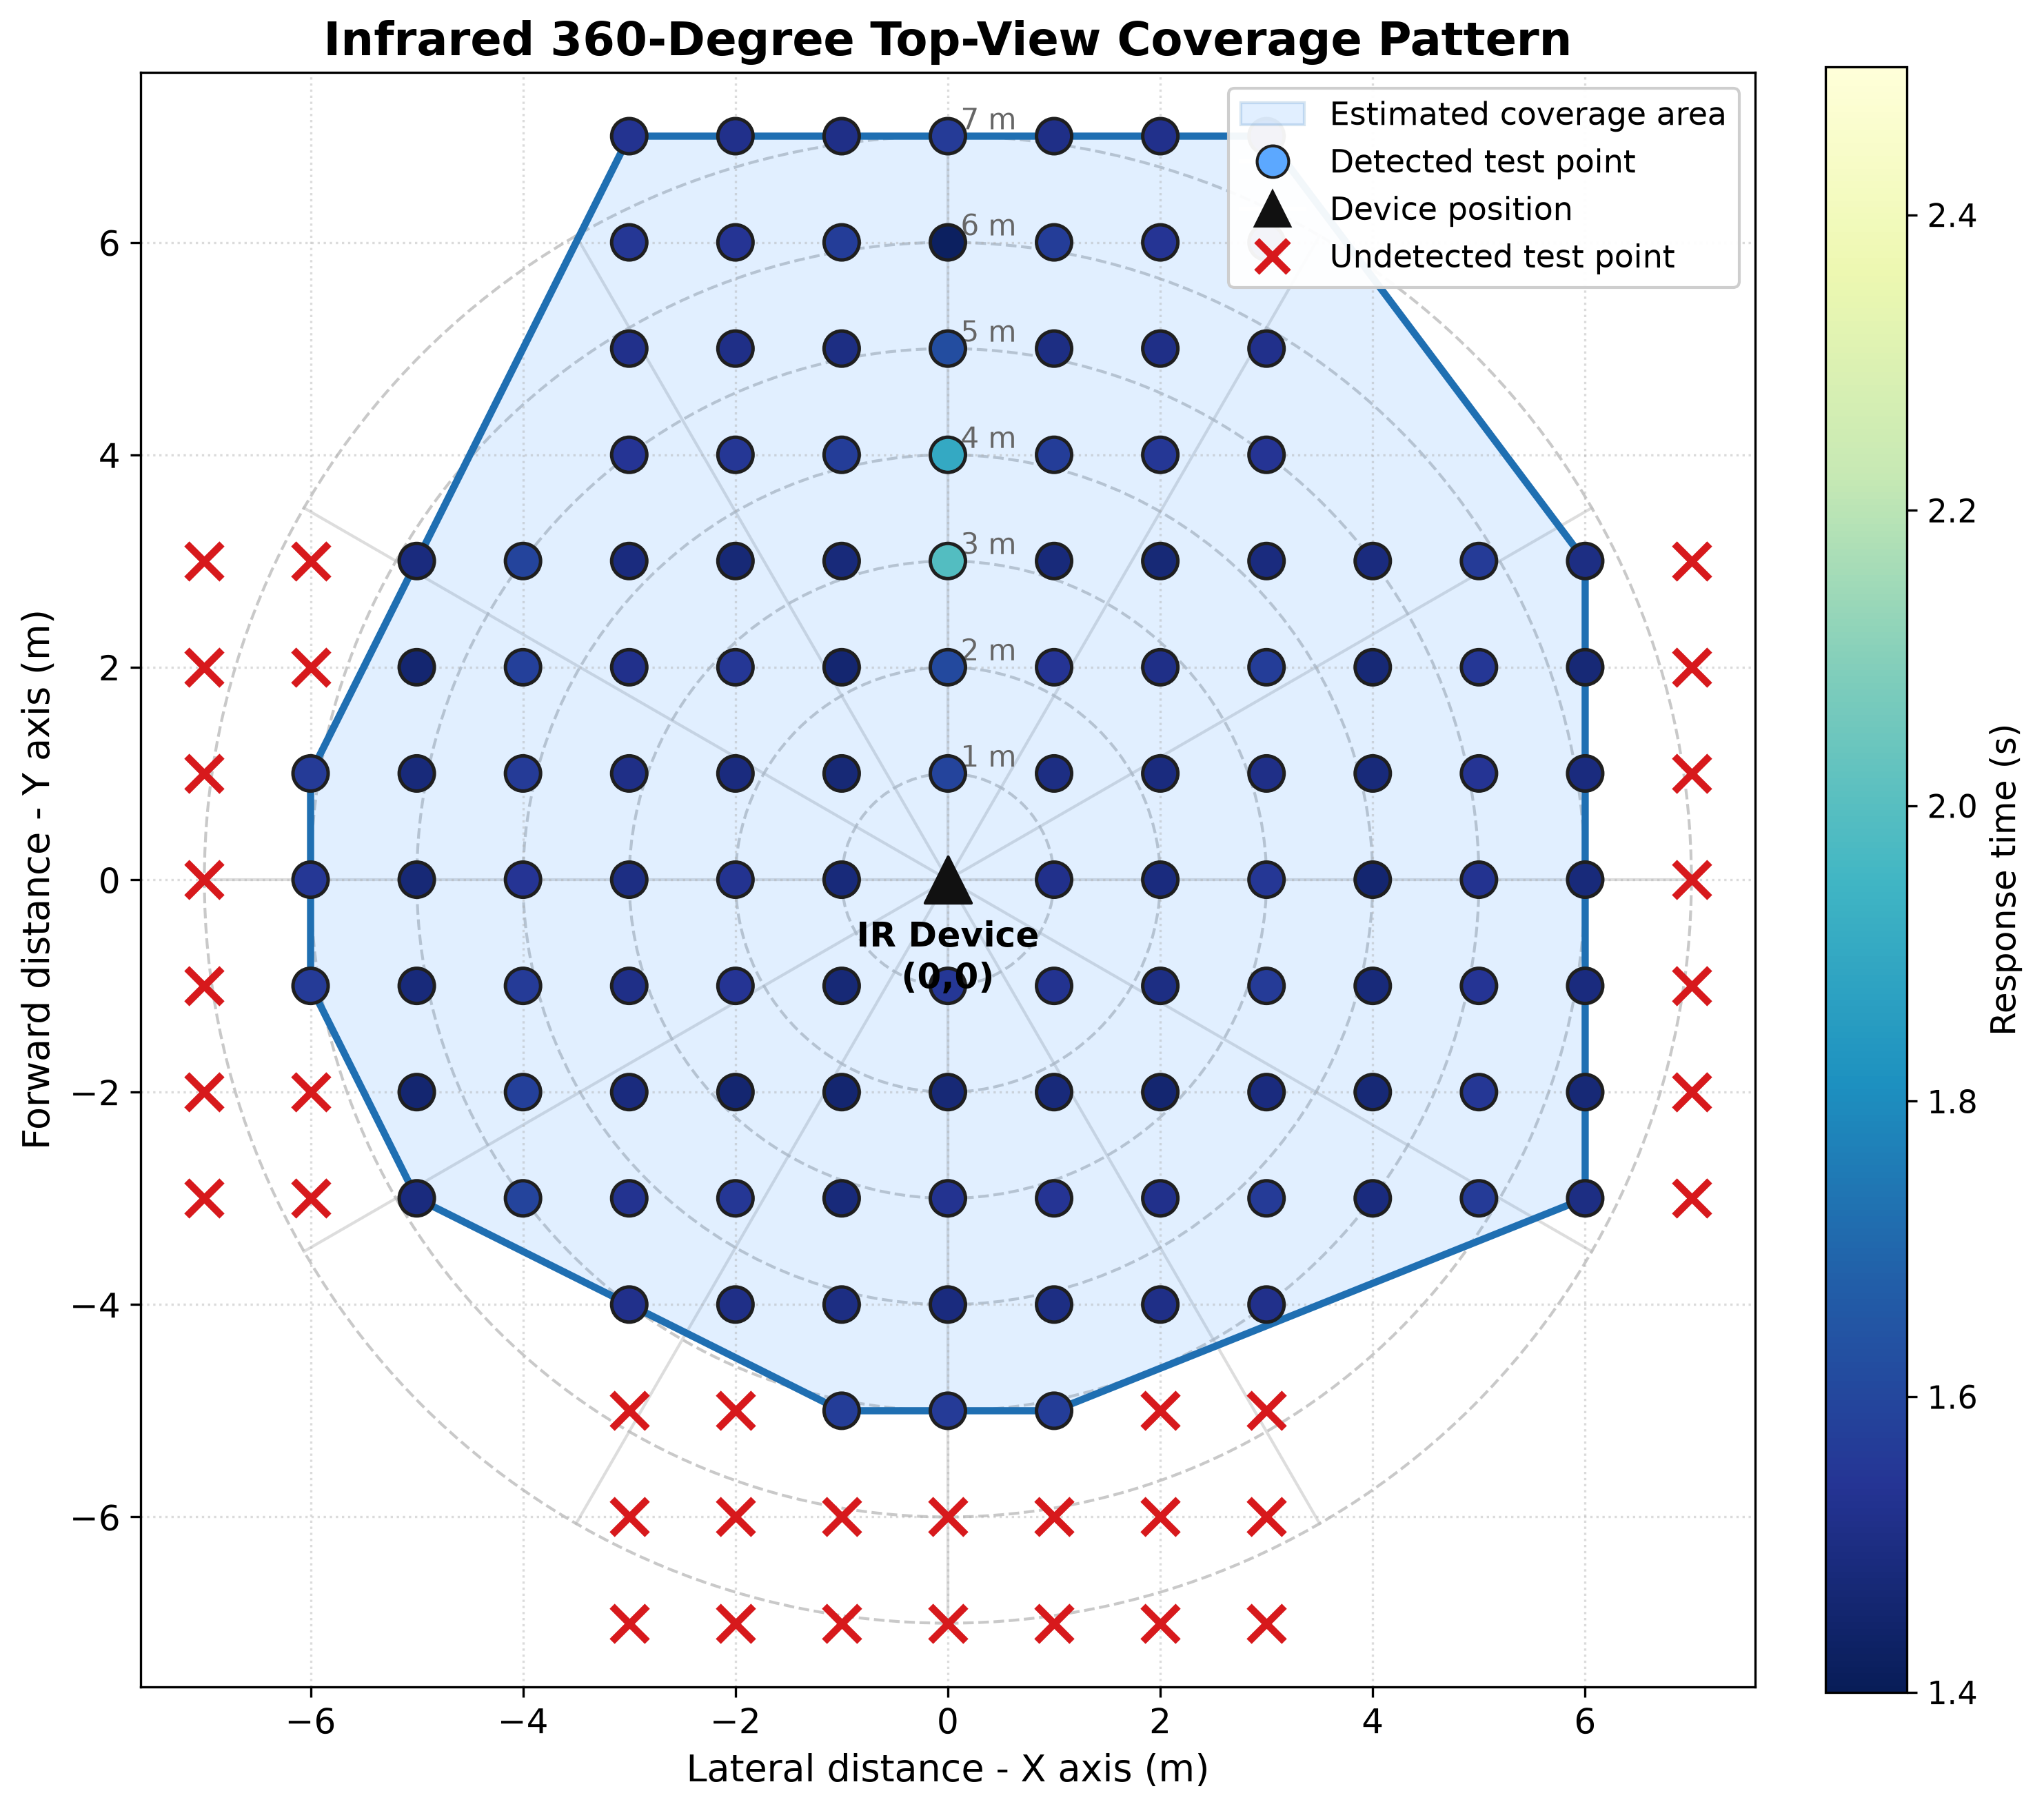 Infrared 360-Degree Top-View Coverage Pattern
Estimated coverage area
Detected test point
Device position
Undetected test point
7 m
6 m
5 m
4 m
3 m
2 m
1 m
IR Device
(0,0)
Forward distance - Y axis (m)
6
4
2
0
−2
−4
−6
−6
−4
−2
0
2
4
6
Lateral distance - X axis (m)
2.4
2.2
2.0
1.8
1.6
1.4
Response time (s)